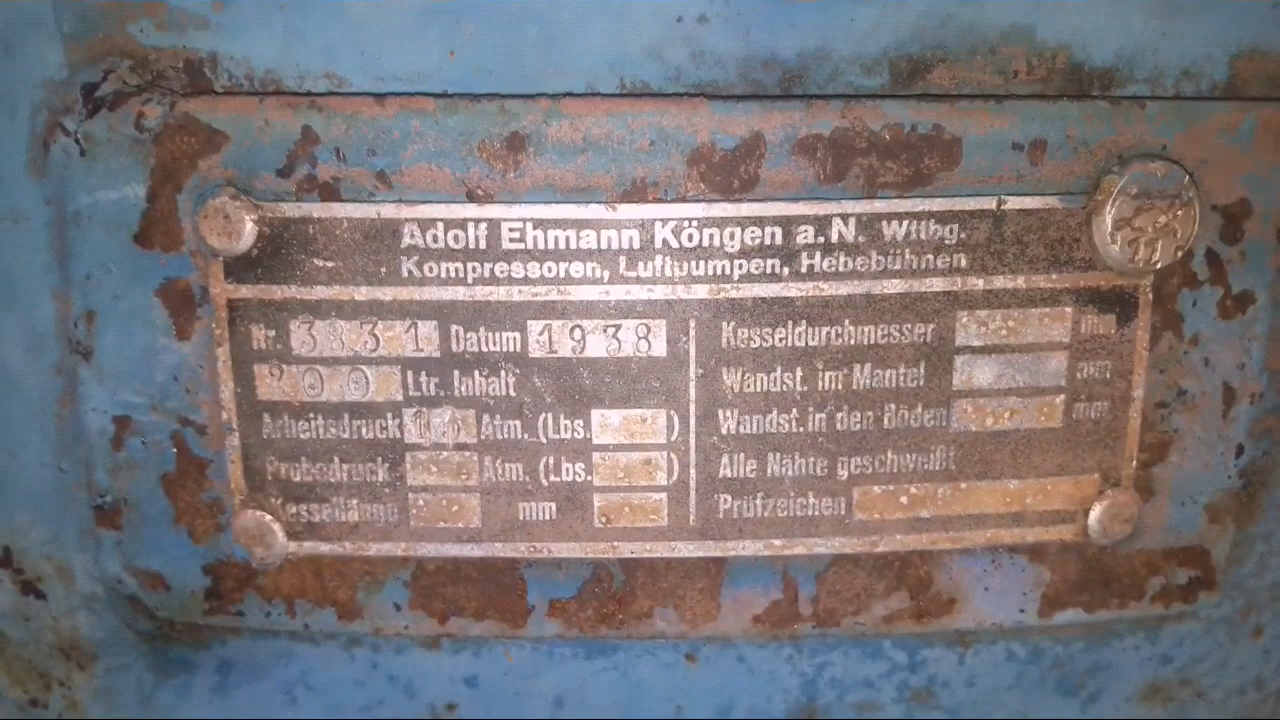 Adolf Ehmann Köngen a. N. Wttbg.
Kompressoren, Luftpumpen, Hebebühnen
Nr. 3831 Datum 1938
200 Ltr. Inhalt
Arbeitsdruck Atm. (Lbs. )
Probedruck Atm. (Lbs. )
Kessellänge mm
Kesseldurchmesser mm
Wandst. im Mantel mm
Wandst. in den Böden mm
Alle Nähte geschweißt
Prüfzeichen